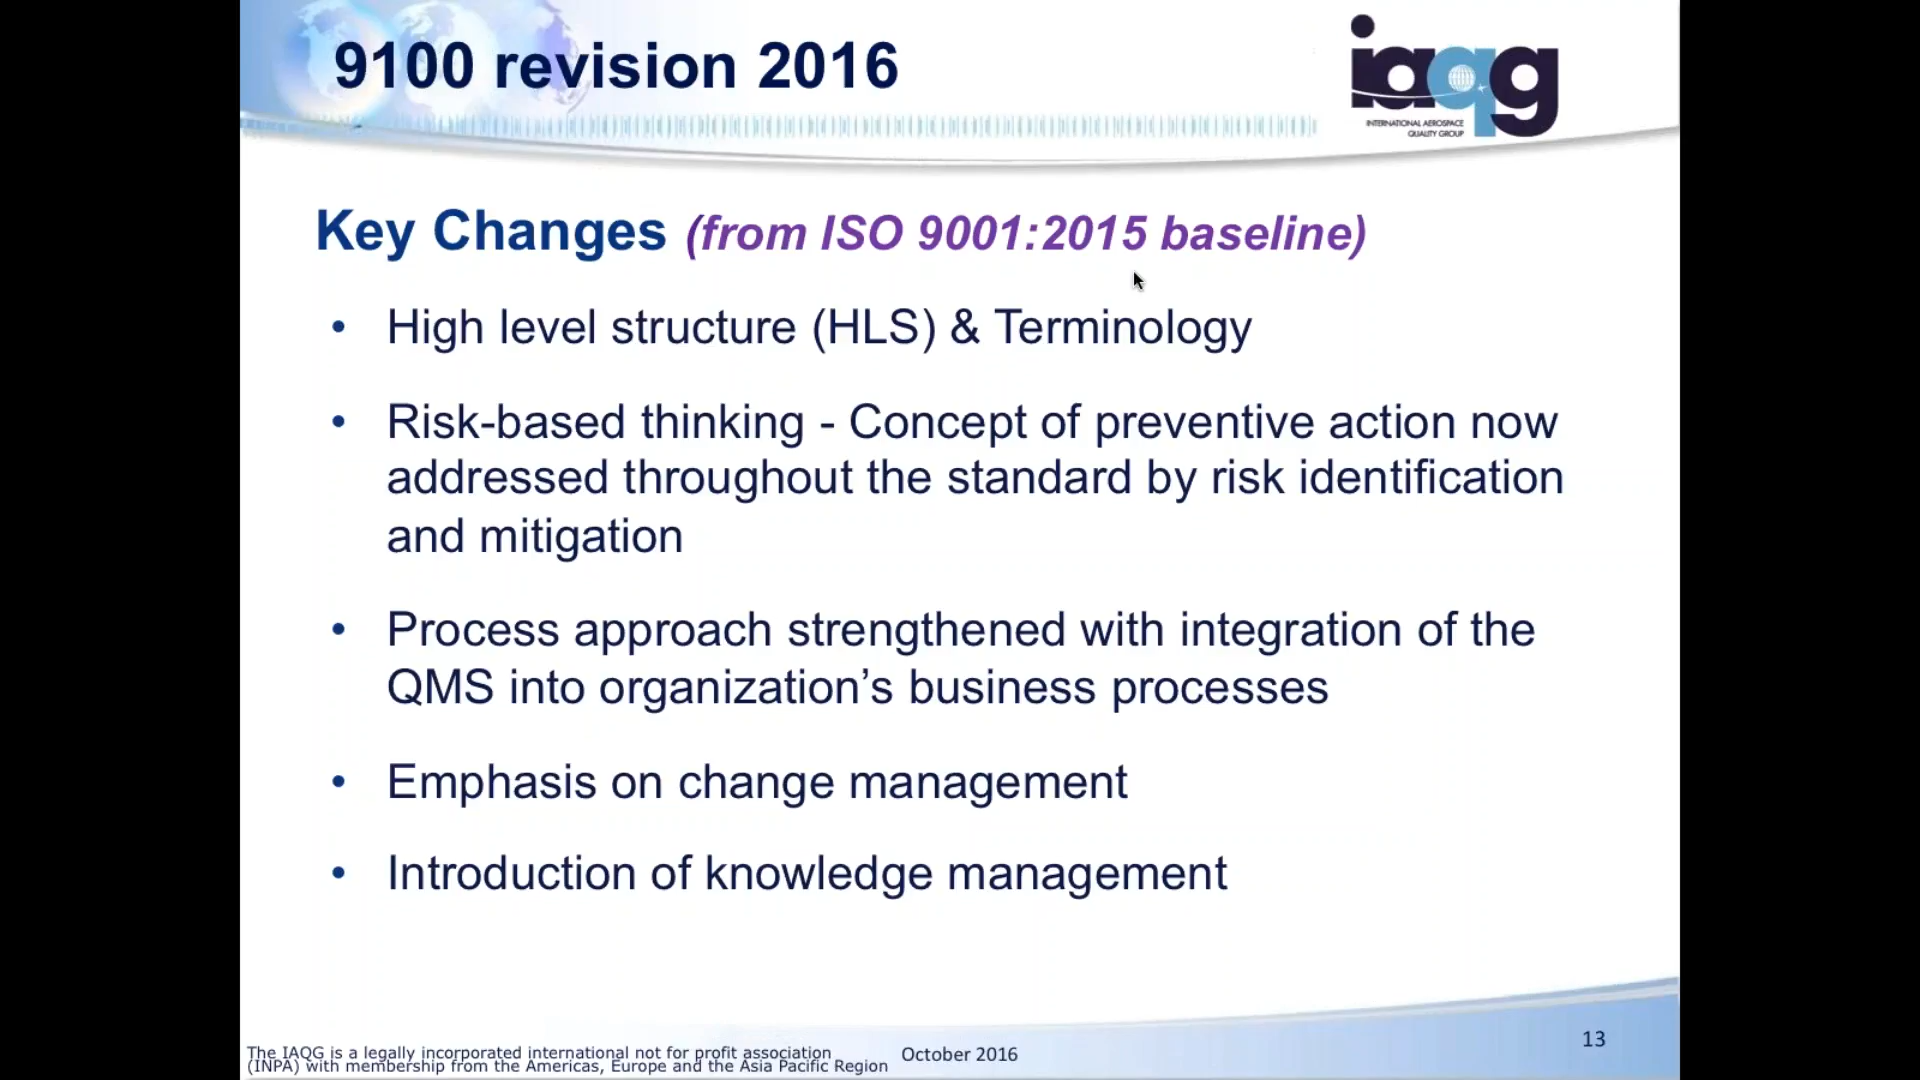 9100 revision 2016
iaqg
INTERNATIONAL AEROSPACE
QUALITY GROUP
Key Changes (from ISO 9001:2015 baseline)
• High level structure (HLS) & Terminology
• Risk-based thinking - Concept of preventive action now
addressed throughout the standard by risk identification
and mitigation
• Process approach strengthened with integration of the
QMS into organization’s business processes
• Emphasis on change management
• Introduction of knowledge management
The IAQG is a legally incorporated international not for profit association
(INPA) with membership from the Americas, Europe and the Asia Pacific Region
October 2016
13